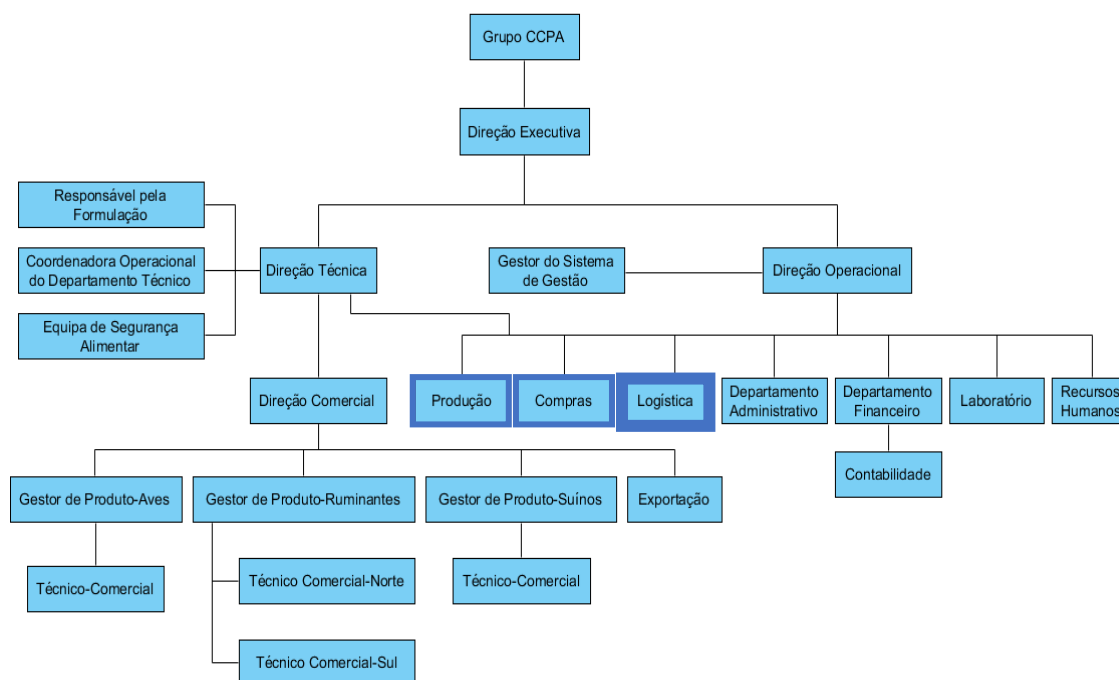 Grupo CCPA
Direção Executiva
Responsável pela
Formulação
Coordenadora Operacional
do Departamento Técnico
Equipa de Segurança
Alimentar
Direção Técnica
Gestor do Sistema
de Gestão
Direção Operacional
Direção Comercial
Produção
Compras
Logística
Departamento
Administrativo
Departamento
Financeiro
Laboratório
Recursos
Humanos
Contabilidade
Gestor de Produto-Aves
Gestor de Produto-Ruminantes
Gestor de Produto-Suínos
Exportação
Técnico-Comercial
Técnico Comercial-Norte
Técnico-Comercial
Técnico Comercial-Sul